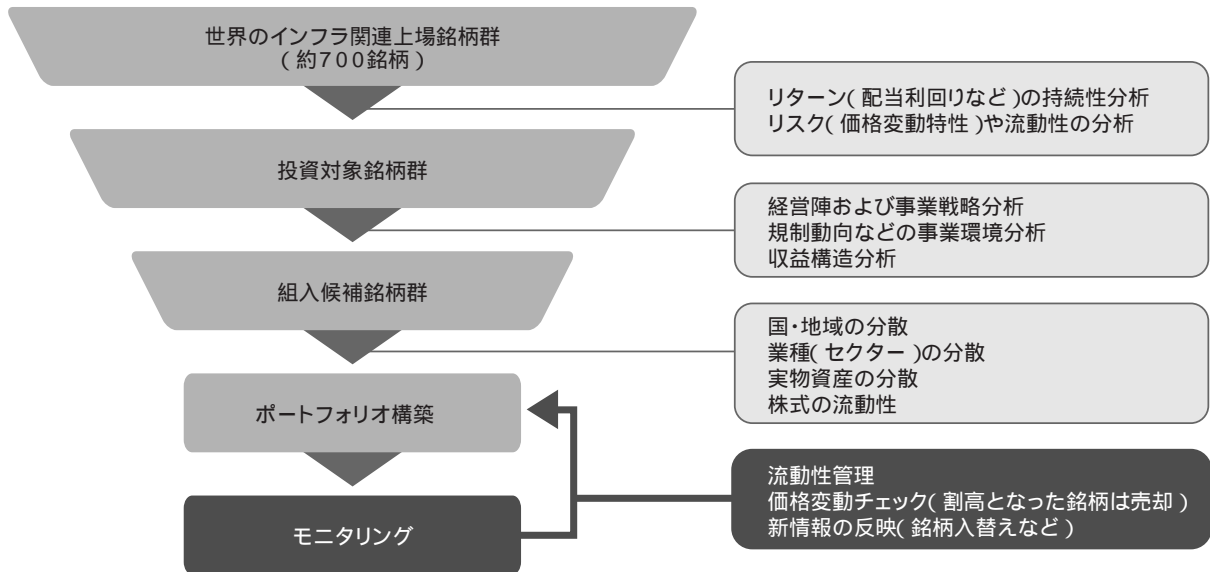 世界のインフラ関連上場銘柄群
(約700銘柄)
リターン(配当利回りなど)の持続性分析
リスク(価格変動特性)や流動性の分析
投資対象銘柄群
経営陣および事業戦略分析
規制動向などの事業環境分析
収益構造分析
組入候補銘柄群
国・地域の分散
業種(セクター)の分散
実物資産の分散
株式の流動性
ポートフォリオ構築
流動性管理
価格変動チェック(割高となった銘柄は売却)
新情報の反映(銘柄入替えなど)
モニタリング